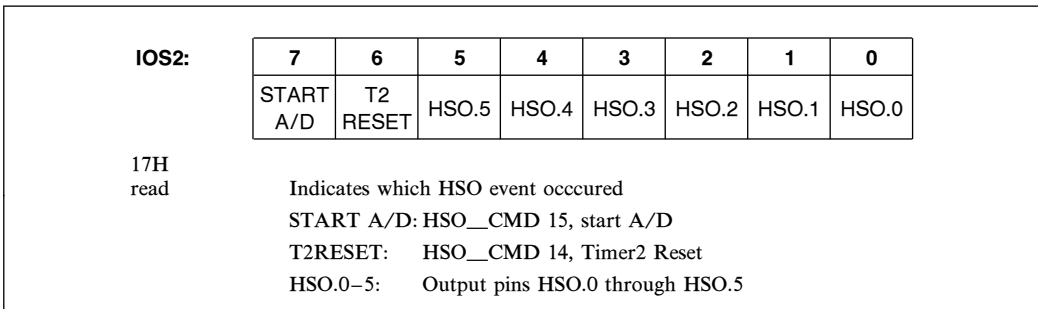 IOS2: 7 6 5 4 3 2 1 0
START A/D T2 RESET HSO.5 HSO.4 HSO.3 HSO.2 HSO.1 HSO.0
17H
read Indicates which HSO event occcured
START A/D: HSO__CMD 15, start A/D
T2RESET: HSO__CMD 14, Timer2 Reset
HSO.0–5: Output pins HSO.0 through HSO.5